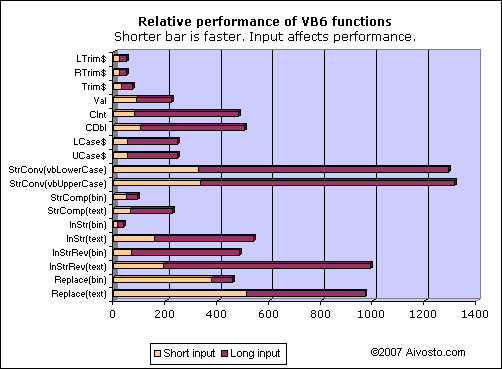 Relative performance of VB6 functions
Shorter bar is faster. Input affects performance.
LTrim$
RTrim$
Trim$
Val
CInt
CDbl
LCase$
UCase$
StrConv(vbLowerCase)
StrConv(vbUpperCase)
StrComp(bin)
StrComp(text)
InStr(bin)
InStr(text)
InStrRev(bin)
InStrRev(text)
Replace(bin)
Replace(text)
0 200 400 600 800 1000 1200 1400
Short input Long input
©2007 Aivosto.com